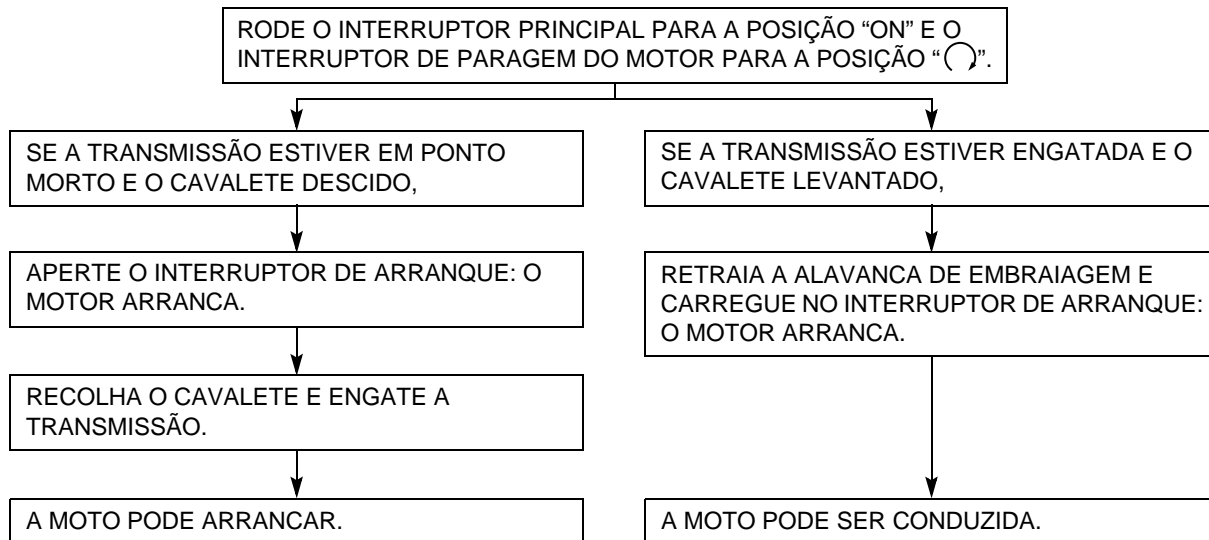 RODE O INTERRUPTOR PRINCIPAL PARA A POSIÇÃO “ON” E O
INTERRUPTOR DE PARAGEM DO MOTOR PARA A POSIÇÃO “ ”.
SE A TRANSMISSÃO ESTIVER EM PONTO
MORTO E O CAVALETE DESCIDO,
APERTE O INTERRUPTOR DE ARRANQUE: O
MOTOR ARRANCA.
RECOLHA O CAVALETE E ENGATE A
TRANSMISSÃO.
A MOTO PODE ARRANCAR.
SE A TRANSMISSÃO ESTIVER ENGATADA E O
CAVALETE LEVANTADO,
RETRAIA A ALAVANCA DE EMBRAIAGEM E
CARREGUE NO INTERRUPTOR DE ARRANQUE:
O MOTOR ARRANCA.
A MOTO PODE SER CONDUZIDA.